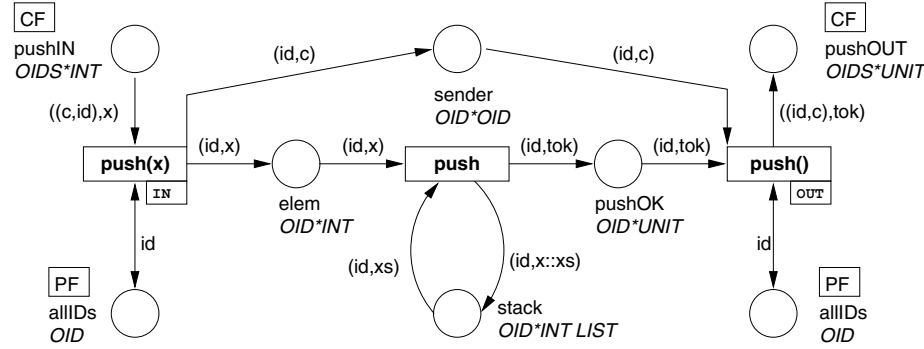 CF
pushIN
OIDS*INT
((c,id),x)
(id,c)
sender
OID*OID
(id,c)
CF
pushOUT
OIDS*UNIT
((id,c),tok)
push(x)
IN
(id,x)
elem
OID*INT
(id,x)
push
(id,tok)
pushOK
OID*UNIT
(id,tok)
push()
OUT
id
PF
allIDs
OID
(id,xs)
(id,x::xs)
stack
OID*INT LIST
id
PF
allIDs
OID